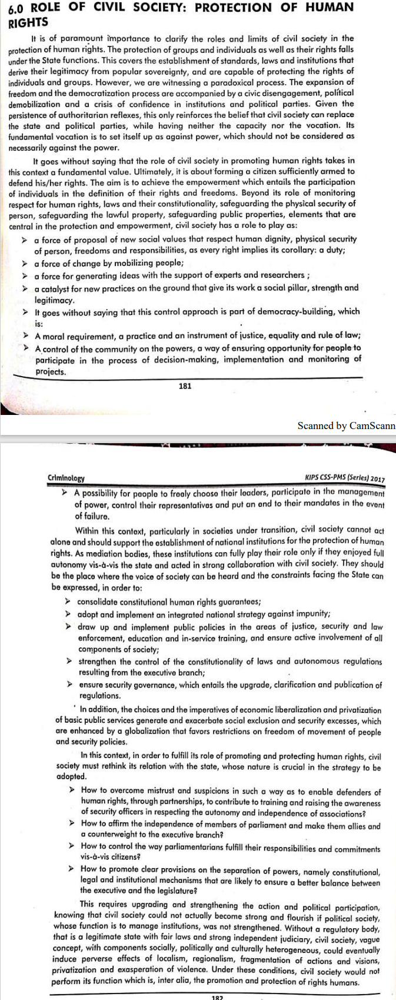 6.0 ROLE OF CIVIL SOCIETY: PROTECTION OF HUMAN
RIGHTS
It is of paramount importance to clarify the roles and limits of civil society in the
protection of human rights. The protection of groups and individuals as well as their rights falls
under the State functions. This covers the establishment of standards, laws and institutions that
derive their legitimacy from popular sovereignty, and are capable of protecting the rights of
individuals and groups. However, we are witnessing a paradoxical process. The expansion of
freedom and the democratization process are accompanied by a civic disengagement, political
demobilization and a crisis of confidence in institutions and political parties. Given the
persistence of authoritarian reflexes, this only reinforces the belief that civil society can replace
the state and political parties, while having neither the capacity nor the vocation. Its
fundamental vocation is to set itself up as against power, which should not be considered as
necessarily against the power.
It goes without saying that the role of civil society in promoting human rights takes in
this context a fundamental value. Ultimately, it is about forming a citizen sufficiently armed to
defend his/her rights. The aim is to achieve the empowerment which entails the participation
of individuals in the definition of their rights and freedoms. Beyond its role of monitoring
respect for human rights, laws and their constitutionality, safeguarding the physical security of
person, safeguarding the lawful property, safeguarding public properties, elements that are
central in the protection and empowerment, civil society has a role to play as:
➢ a force of proposal of new social values that respect human dignity, physical security
of person, freedoms and responsibilities, as every right implies its corollary: a duty;
➢ a force of change by mobilizing people;
➢ a force for generating ideas with the support of experts and researchers ;
➢ a catalyst for new practices on the ground that give its work a social pillar, strength and
legitimacy.
➢ It goes without saying that this control approach is part of democracy-building, which
is:
➢ A moral requirement, a practice and an instrument of justice, equality and rule of law;
➢ A control of the community on the powers, a way of ensuring opportunity for people to
participate in the process of decision-making, implementation and monitoring of
projects.
181
Scanned by CamScann
Criminology KIPS CSS-PMS (Series) 2017
➢ A possibility for people to freely choose their leaders, participate in the management
of power, control their representatives and put an end to their mandates in the event
of failure.
Within this context, particularly in societies under transition, civil society cannot act
alone and should support the establishment of national institutions for the protection of human
rights. As mediation bodies, these institutions can fully play their role only if they enjoyed full
autonomy vis-à-vis the state and acted in strong collaboration with civil society. They should
be the place where the voice of society can be heard and the constraints facing the State can
be expressed, in order to:
➢ consolidate constitutional human rights guarantees;
➢ adopt and implement an integrated national strategy against impunity;
➢ draw up and implement public policies in the areas of justice, security and law
enforcement, education and in-service training, and ensure active involvement of all
components of society;
➢ strengthen the control of the constitutionality of laws and autonomous regulations
resulting from the executive branch;
➢ ensure security governance, which entails the upgrade, clarification and publication of
regulations.
In addition, the choices and the imperatives of economic liberalization and privatization
of basic public services generate and exacerbate social exclusion and security excesses, which
are enhanced by a globalization that favors restrictions on freedom of movement of people
and security policies.
In this context, in order to fulfill its role of promoting and protecting human rights, civil
society must rethink its relation with the state, whose nature is crucial in the strategy to be
adopted.
➢ How to overcome mistrust and suspicions in such a way as to enable defenders of
human rights, through partnerships, to contribute to training and raising the awareness
of security officers in respecting the autonomy and independence of associations?
➢ How to affirm the independence of members of parliament and make them allies and
a counterweight to the executive branch?
➢ How to control the way parliamentarians fulfill their responsibilities and commitments
vis-à-vis citizens?
➢ How to promote clear provisions on the separation of powers, namely constitutional,
legal and institutional mechanisms that are likely to ensure a better balance between
the executive and the legislature?
This requires upgrading and strengthening the action and political participation,
knowing that civil society could not actually become strong and flourish if political society,
whose function is to manage institutions, was not strengthened. Without a regulatory body,
that is a legitimate state with fair laws and strong independent judiciary, civil society, vague
concept, with components socially, politically and culturally heterogeneous, could eventually
induce perverse effects of localism, regionalism, fragmentation of actions and visions,
privatization and exasperation of violence. Under these conditions, civil society would not
perform its function which is, inter alia, the promotion and protection of rights humans.
182